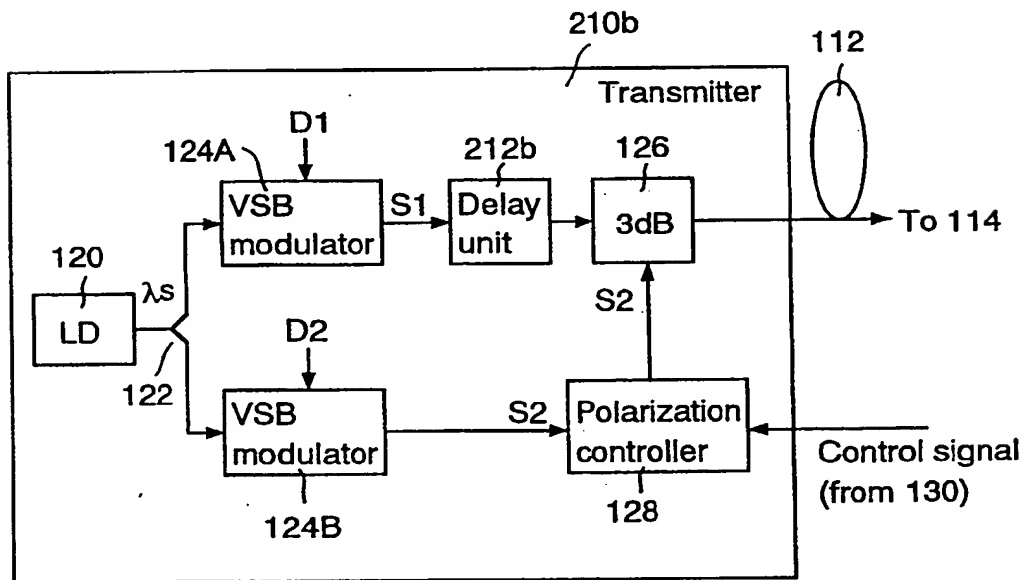 210b
112
Transmitter
D1
124A
212b
126
VSB
modulator
S1
Delay
unit
3dB
To 114
120
λs
LD
S2
D2
122
VSB
modulator
S2
Polarization
controller
Control signal
(from 130)
124B
128